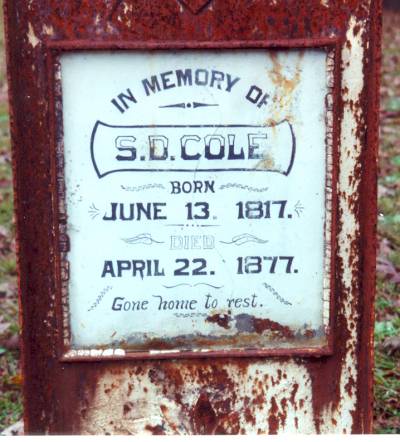 IN MEMORY OF
S.D. COLE
BORN
JUNE 13. 1817.
DIED
APRIL 22. 1877.
Gone home to rest.